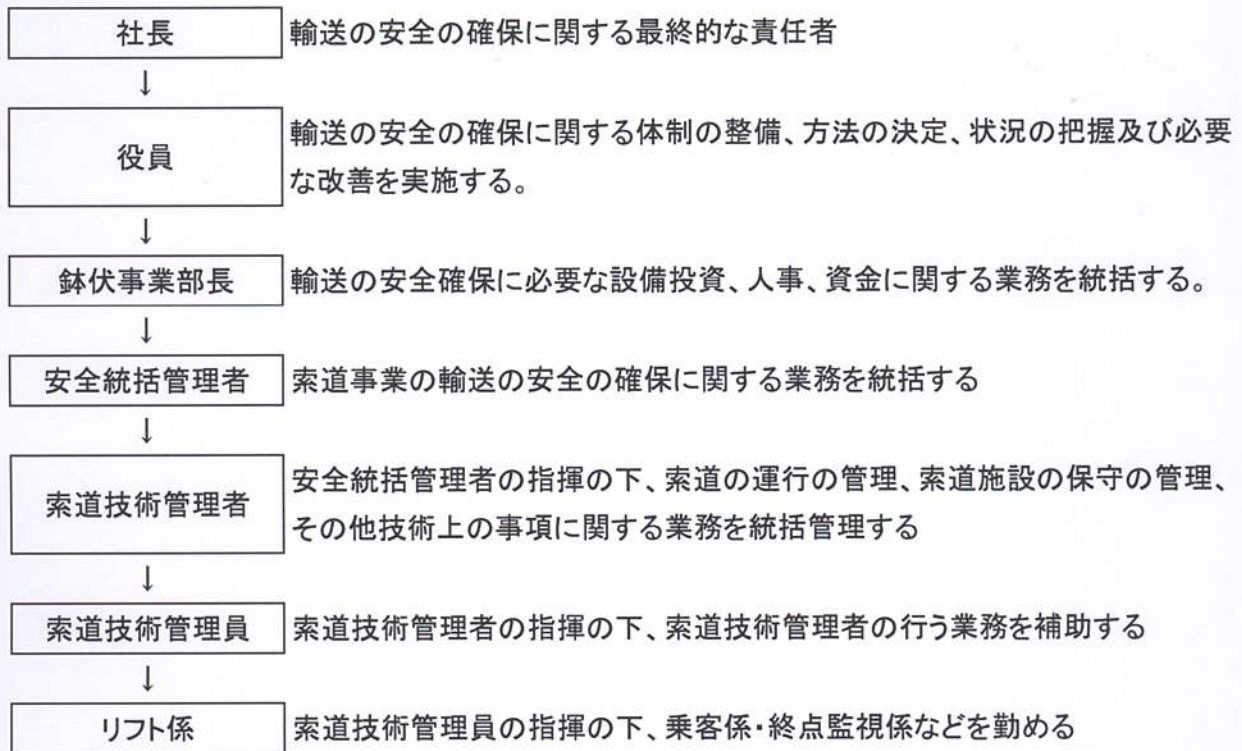 社長 輸送の安全の確保に関する最終的な責任者
↓
役員 輸送の安全の確保に関する体制の整備、方法の決定、状況の把握及び必要
な改善を実施する。
↓
鉢伏事業部長 輸送の安全確保に必要な設備投資、人事、資金に関する業務を統括する。
↓
安全統括管理者 索道事業の輸送の安全の確保に関する業務を統括する
↓
索道技術管理者 安全統括管理者の指揮の下、索道の運行の管理、索道施設の保守の管理、
その他技術上の事項に関する業務を統括管理する
↓
索道技術管理員 索道技術管理者の指揮の下、索道技術管理者の行う業務を補助する
↓
リフト係 索道技術管理員の指揮の下、乗客係・終点監視係などを勤める